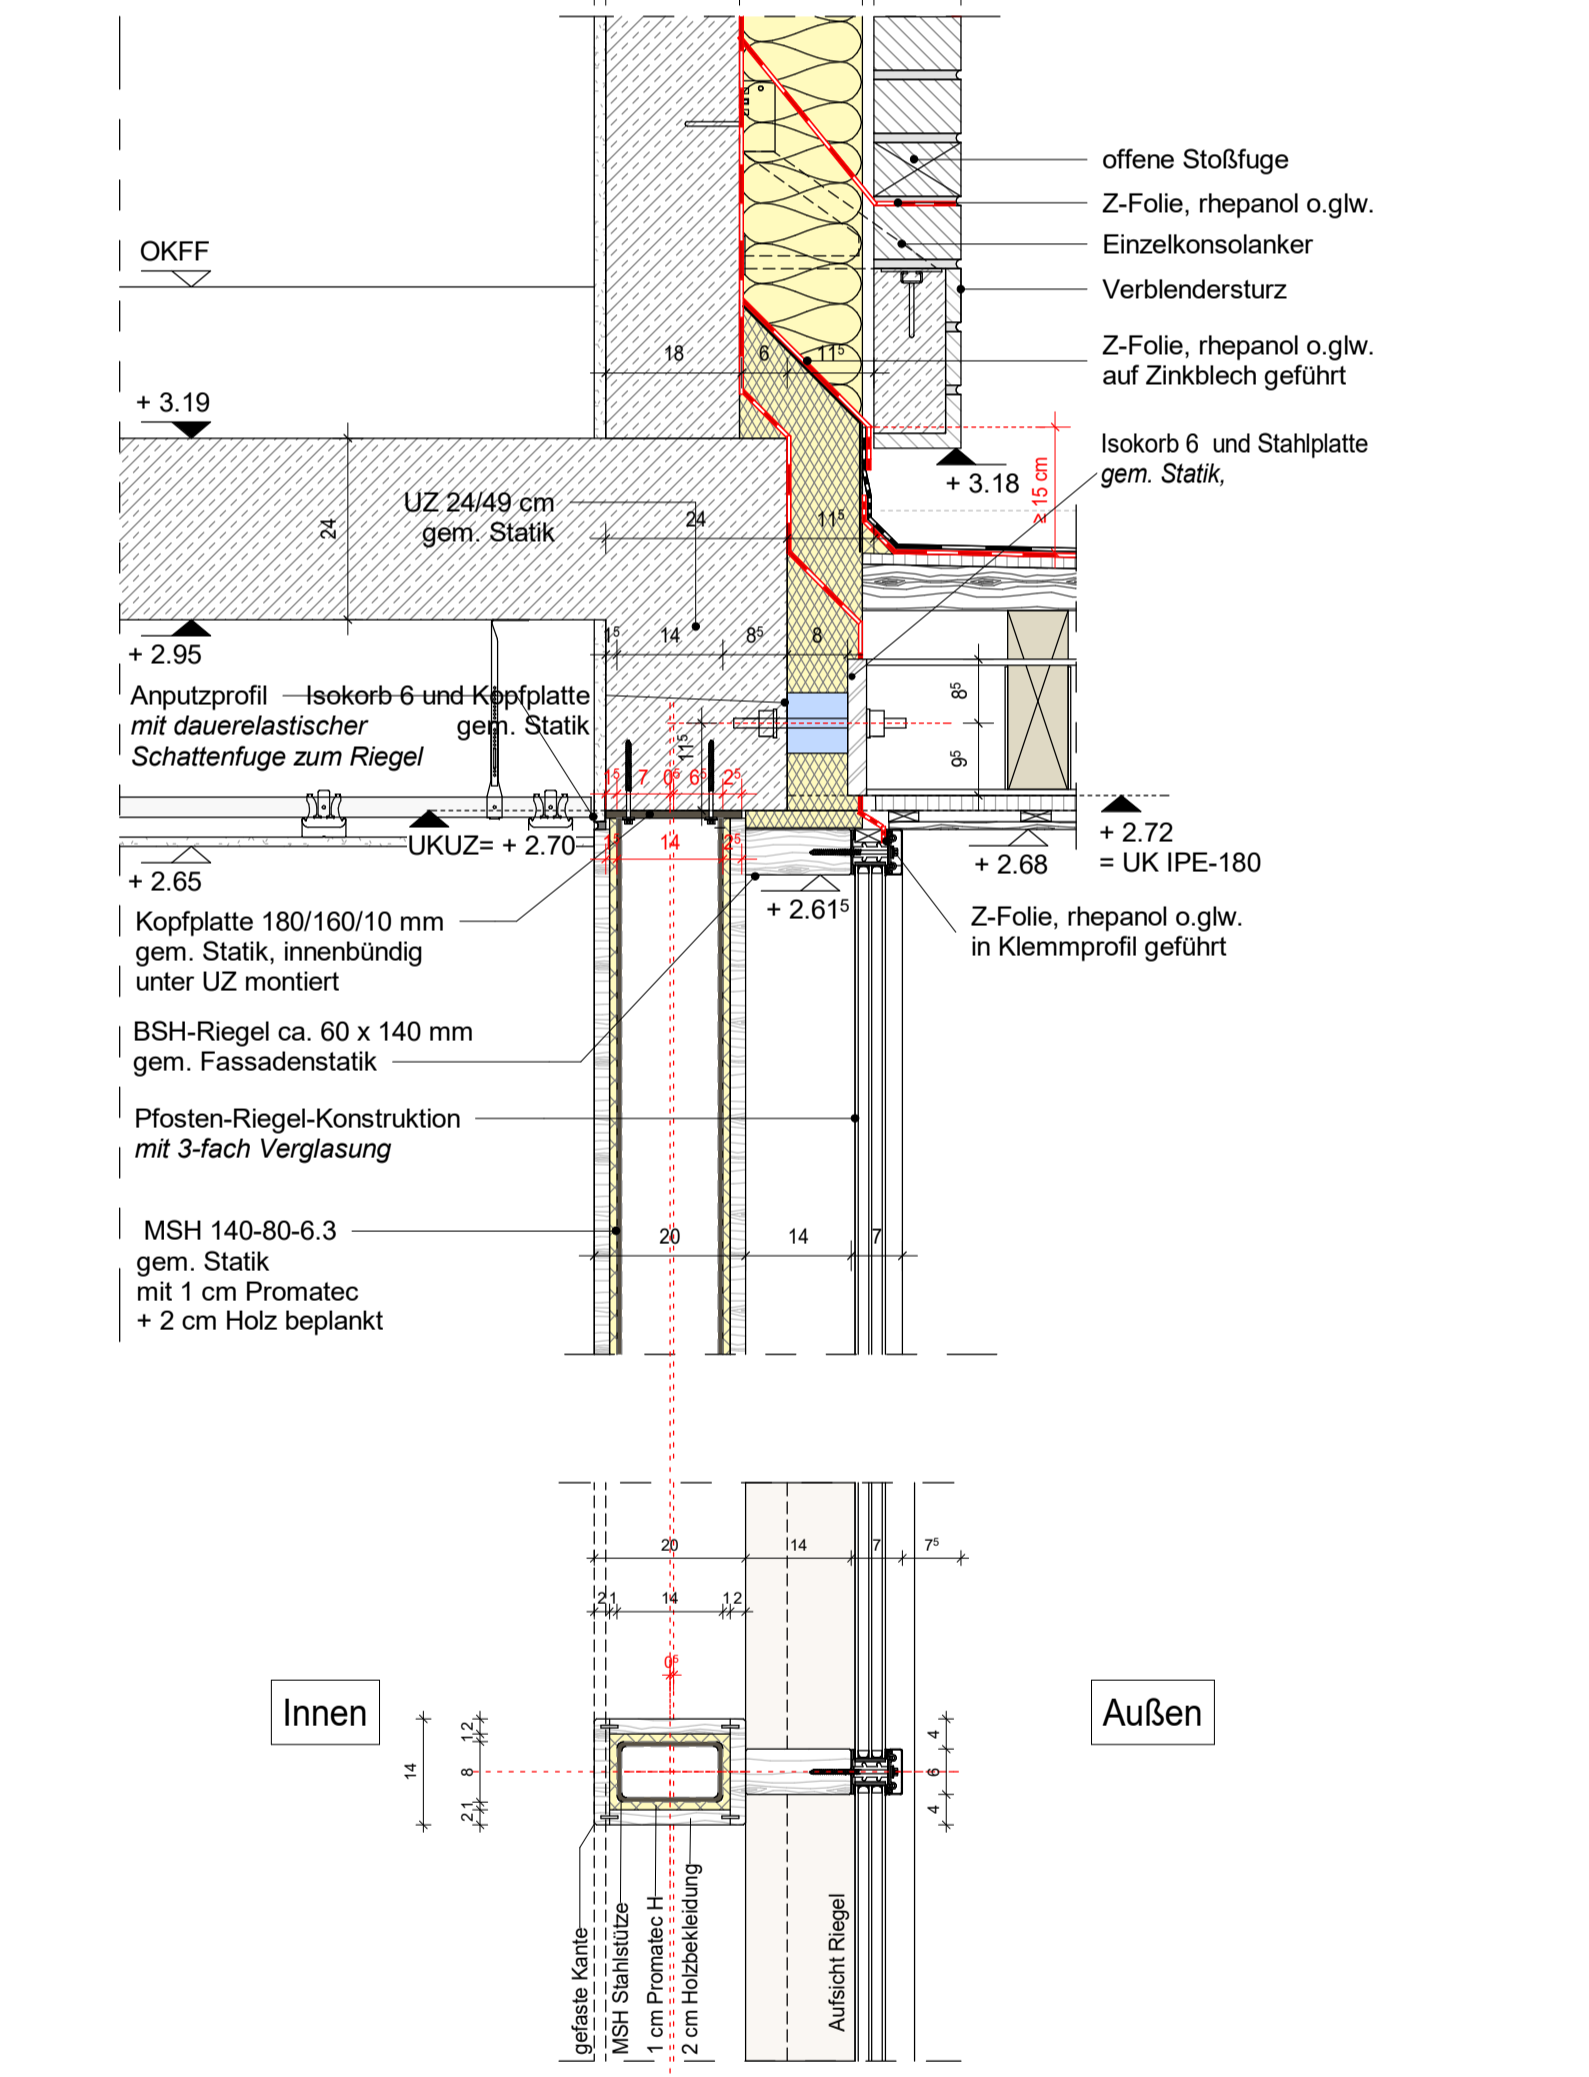 offene Stoßfuge
Z-Folie, rhepanol o.glw.
OKFF
Einzelkonsolanker
Verblendersturz
18
6
11⁵
Z-Folie, rhepanol o.glw.
auf Zinkblech geführt
+ 3.19
Isokorb 6 und Stahlplatte
gem. Statik,
+ 3.18
≥ 15 cm
UZ 24/49 cm
gem. Statik
24
24
11⁵
1⁵
14
8⁵
8
+ 2.95
Anputzprofil
mit dauerelastischer
Schattenfuge zum Riegel
Isokorb 6 und Kopfplatte
gem. Statik
8⁵
9⁵
11⁵
1⁵
7
0⁵
6⁵
2⁵
UKUZ= + 2.70
1⁵
14
2⁵
+ 2.72
= UK IPE-180
+ 2.68
+ 2.65
+ 2.61⁵
Kopfplatte 180/160/10 mm
gem. Statik, innenbündig
unter UZ montiert
Z-Folie, rhepanol o.glw.
in Klemmprofil geführt
BSH-Riegel ca. 60 x 140 mm
gem. Fassadenstatik
Pfosten-Riegel-Konstruktion
mit 3-fach Verglasung
MSH 140-80-6.3
gem. Statik
mit 1 cm Promatec
+ 2 cm Holz beplankt
20
14
7
20
14
7
7⁵
2
1
14
1
2
0⁵
Innen
Außen
14
1 2
8
2 1
4
6
4
gefaste Kante
MSH Stahlstütze
1 cm Promatec H
2 cm Holzbekleidung
Aufsicht Riegel